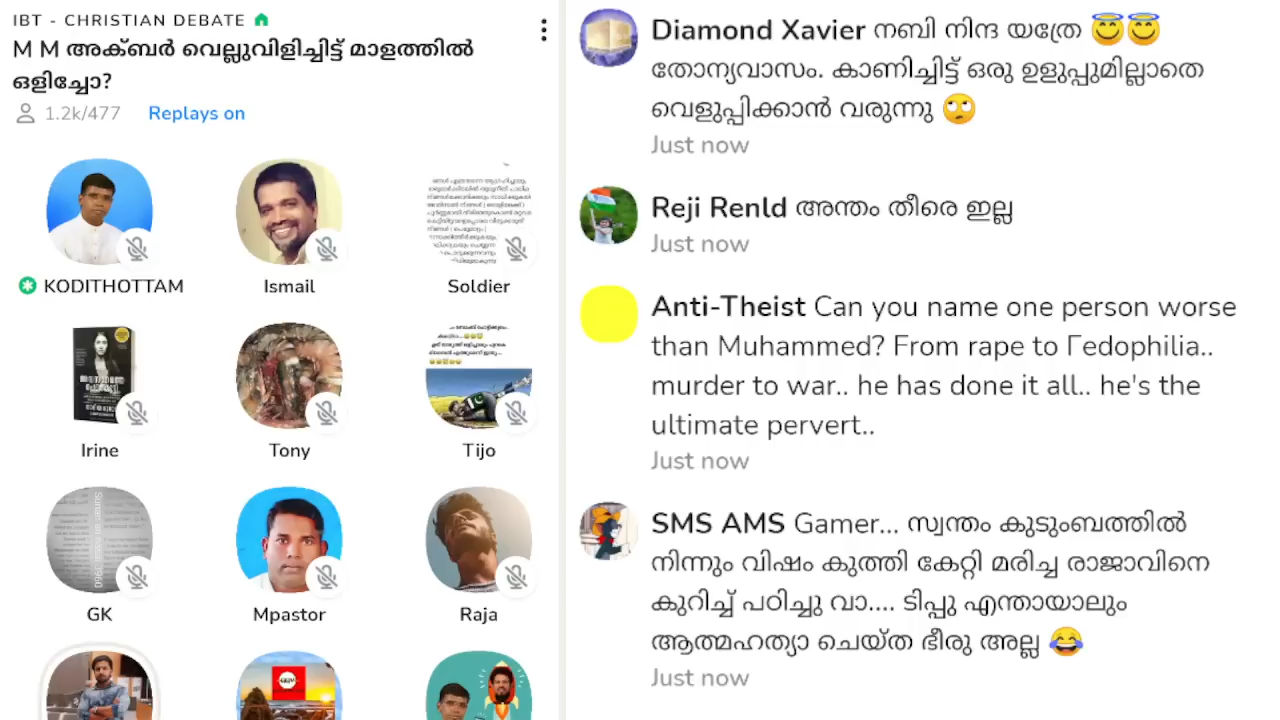 IBT - CHRISTIAN DEBATE
M M അക്ബർ വെല്ലുവിളിച്ചിട്ട് മാളത്തിൽ
ഒളിച്ചോ?
1.2k/477 Replays on
KODITHOTTAM
Ismail
Soldier
Irine
Tony
Tijo
GK
Mpastor
Raja
Diamond Xavier നബി നിന്ദ യത്രേ 😇😇
തോന്യവാസം. കാണിച്ചിട്ട് ഒരു ഉളുപ്പുമില്ലാതെ
വെളുപ്പിക്കാൻ വരുന്നു 🙄
Just now
Reji Renld അന്തം തീരെ ഇല്ല
Just now
Anti-Theist Can you name one person worse
than Muhammed? From rape to Γedophilia..
murder to war.. he has done it all.. he's the
ultimate pervert..
Just now
SMS AMS Gamer... സ്വന്തം കുടുംബത്തിൽ
നിന്നും വിഷം കുത്തി കേറ്റി മരിച്ച രാജാവിനെ
കുറിച്ച് പഠിച്ചു വാ.... ടിപ്പു എന്തായാലും
ആത്മഹത്യാ ചെയ്ത ഭീരു അല്ല 😂
Just now